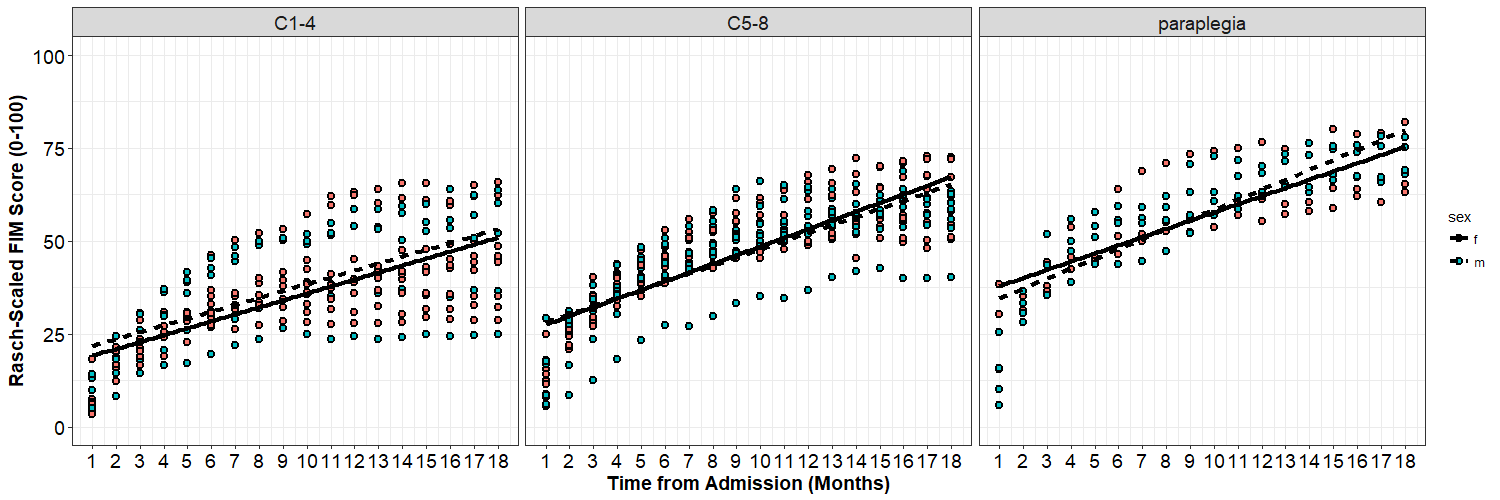 C1-4 C5-8 paraplegia
Rasch-Scaled FIM Score (0-100)
100
75
50
25
0
1 2 3 4 5 6 7 8 9 10 11 12 13 14 15 16 17 18 1 2 3 4 5 6 7 8 9 10 11 12 13 14 15 16 17 18 1 2 3 4 5 6 7 8 9 10 11 12 13 14 15 16 17 18
Time from Admission (Months)
sex
f
m